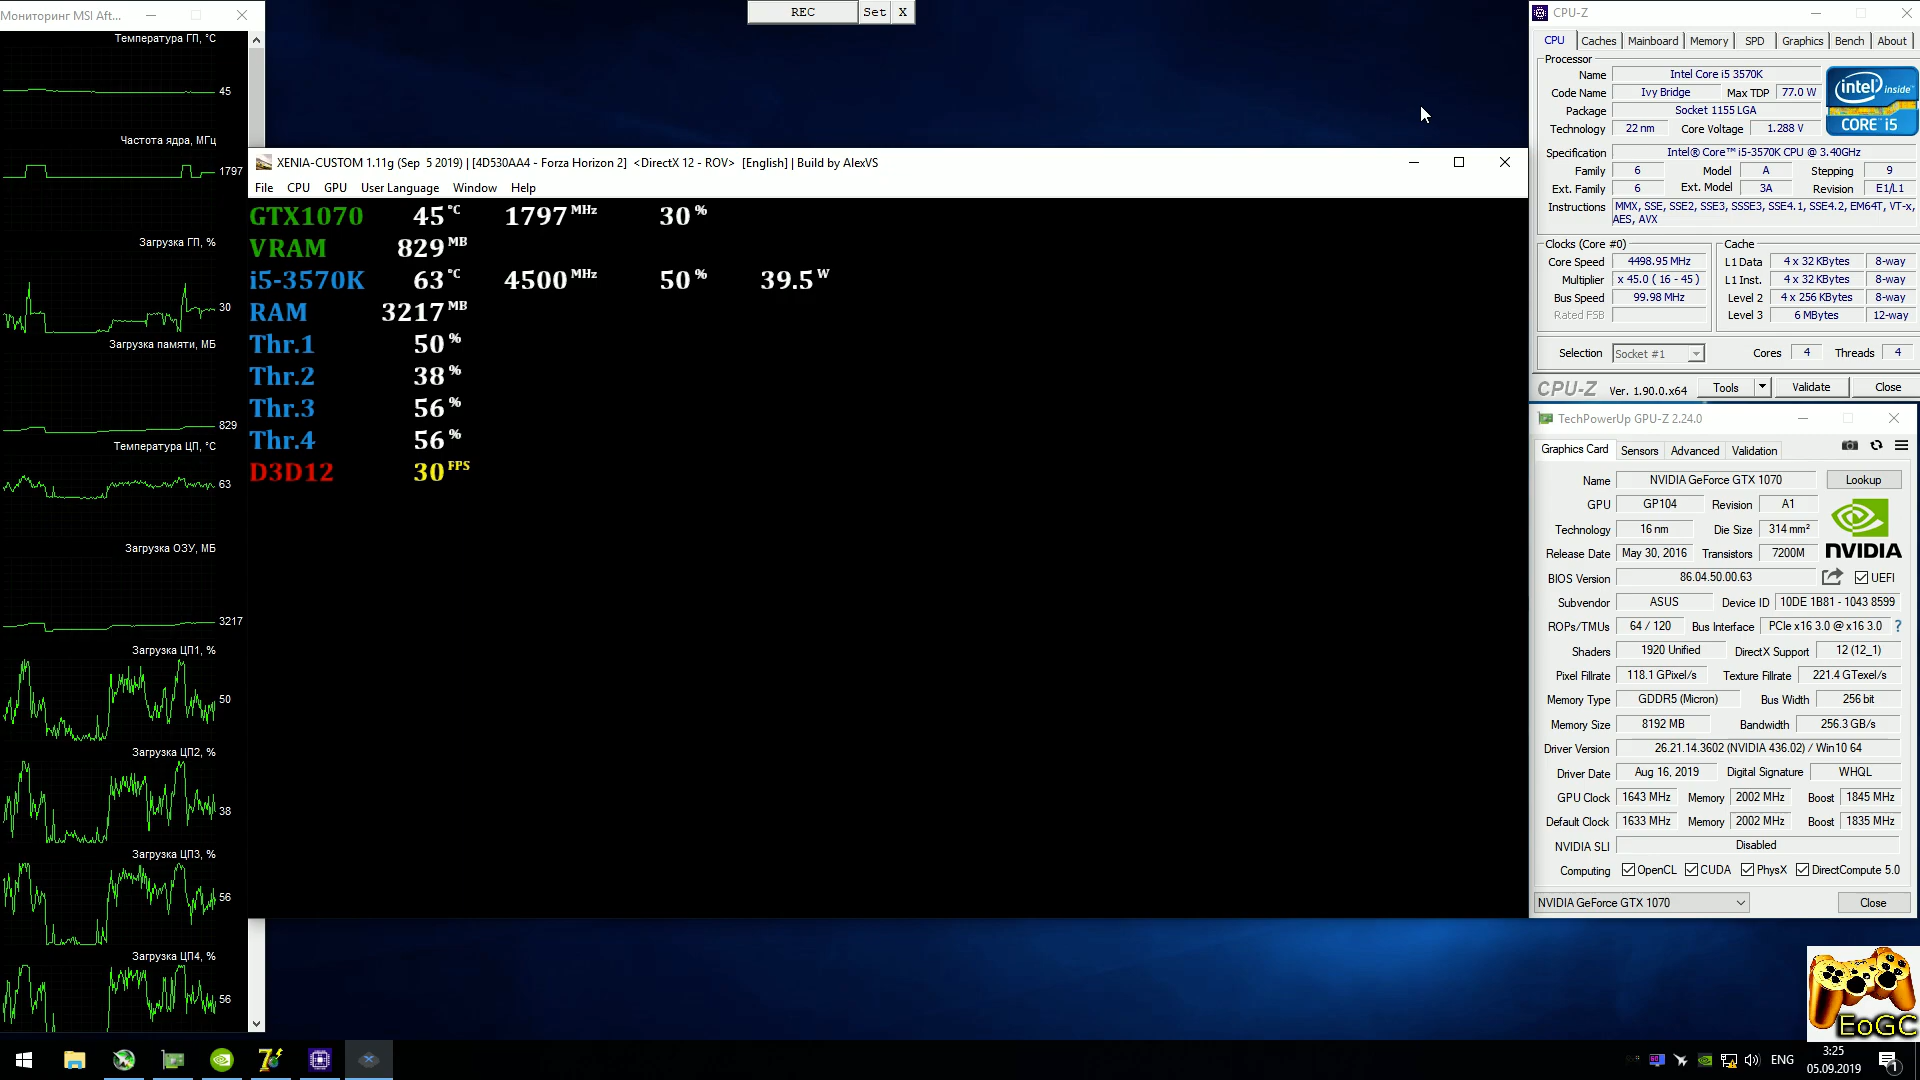 Мониторинг MSI Aft...
Температура ГП, °C
45
Частота ядра, МГц
1797
Загрузка ГП, %
30
Загрузка памяти, МБ
829
Температура ЦП, °C
63
Загрузка ОЗУ, МБ
3217
Загрузка ЦП1, %
50
Загрузка ЦП2, %
38
Загрузка ЦП3, %
56
Загрузка ЦП4, %
56
REC Set X
XENIA-CUSTOM 1.11g (Sep 5 2019) | [4D530AA4 - Forza Horizon 2] <DirectX 12 - ROV> [English] | Build by AlexVS
File CPU GPU User Language Window Help
GTX1070 45 °C 1797 MHz 30 %
VRAM 829 MB
i5-3570K 63 °C 4500 MHz 50 % 39.5 W
RAM 3217 MB
Thr.1 50 %
Thr.2 38 %
Thr.3 56 %
Thr.4 56 %
D3D12 30 FPS
CPU-Z
CPU Caches Mainboard Memory SPD Graphics Bench About
Processor
Name Intel Core i5 3570K
Code Name Ivy Bridge Max TDP 77.0 W
Package Socket 1155 LGA
Technology 22 nm Core Voltage 1.288 V
intel inside
CORE i5
Specification Intel® Core™ i5-3570K CPU @ 3.40GHz
Family 6 Model A Stepping 9
Ext. Family 6 Ext. Model 3A Revision E1/L1
Instructions MMX, SSE, SSE2, SSE3, SSSE3, SSE4.1, SSE4.2, EM64T, VT-x,
AES, AVX
Clocks (Core #0) Cache
Core Speed 4498.95 MHz L1 Data 4 x 32 KBytes 8-way
Multiplier x 45.0 ( 16 - 45 ) L1 Inst. 4 x 32 KBytes 8-way
Bus Speed 99.98 MHz Level 2 4 x 256 KBytes 8-way
Rated FSB Level 3 6 MBytes 12-way
Selection Socket #1 Cores 4 Threads 4
CPU-Z Ver. 1.90.0.x64 Tools Validate Close
TechPowerUp GPU-Z 2.24.0
Graphics Card Sensors Advanced Validation
Name NVIDIA GeForce GTX 1070 Lookup
GPU GP104 Revision A1
Technology 16 nm Die Size 314 mm²
Release Date May 30, 2016 Transistors 7200M
NVIDIA
BIOS Version 86.04.50.00.63 UEFI
Subvendor ASUS Device ID 10DE 1B81 - 1043 8599
ROPs/TMUs 64 / 120 Bus Interface PCIe x16 3.0 @ x16 3.0 ?
Shaders 1920 Unified DirectX Support 12 (12_1)
Pixel Fillrate 118.1 GPixel/s Texture Fillrate 221.4 GTexel/s
Memory Type GDDR5 (Micron) Bus Width 256 bit
Memory Size 8192 MB Bandwidth 256.3 GB/s
Driver Version 26.21.14.3602 (NVIDIA 436.02) / Win10 64
Driver Date Aug 16, 2019 Digital Signature WHQL
GPU Clock 1643 MHz Memory 2002 MHz Boost 1845 MHz
Default Clock 1633 MHz Memory 2002 MHz Boost 1835 MHz
NVIDIA SLI Disabled
Computing OpenCL CUDA PhysX DirectCompute 5.0
NVIDIA GeForce GTX 1070 Close
EoGC
ENG 3:25
05.09.2019 1